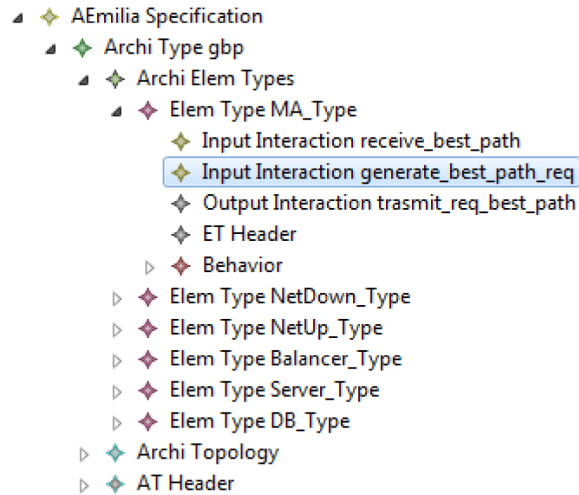 AEmilia Specification
Archi Type gbp
Archi Elem Types
Elem Type MA_Type
Input Interaction receive_best_path
Input Interaction generate_best_path_req
Output Interaction trasmit_req_best_path
ET Header
Behavior
Elem Type NetDown_Type
Elem Type NetUp_Type
Elem Type Balancer_Type
Elem Type Server_Type
Elem Type DB_Type
Archi Topology
AT Header